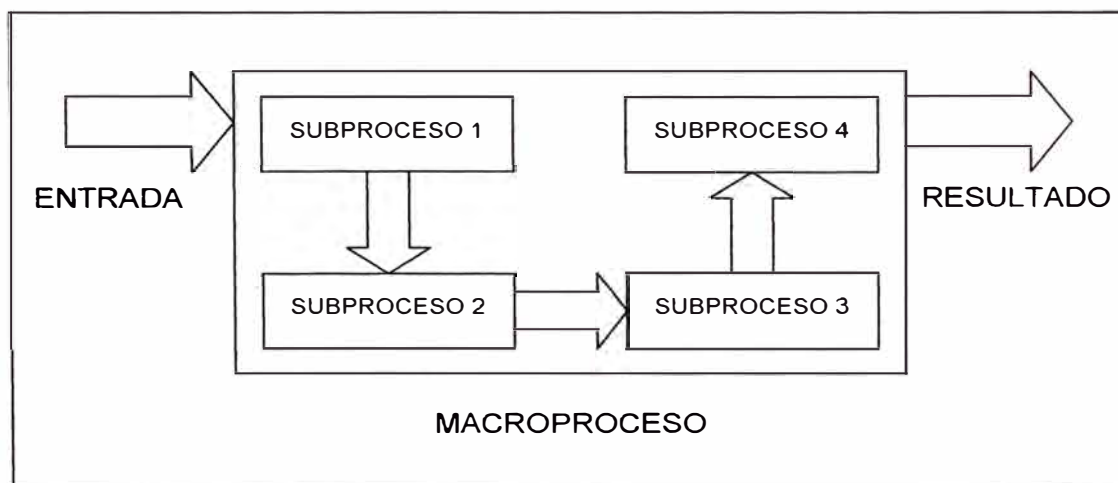 SUBPROCESO 1
SUBPROCESO 4
ENTRADA
RESULTADO
SUBPROCESO 2
SUBPROCESO 3
MACROPROCESO